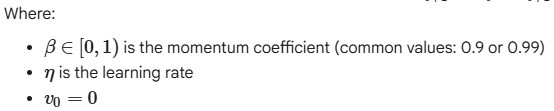 Where:
• β ∈ [0, 1) is the momentum coefficient (common values: 0.9 or 0.99)
• η is the learning rate
• v₀ = 0